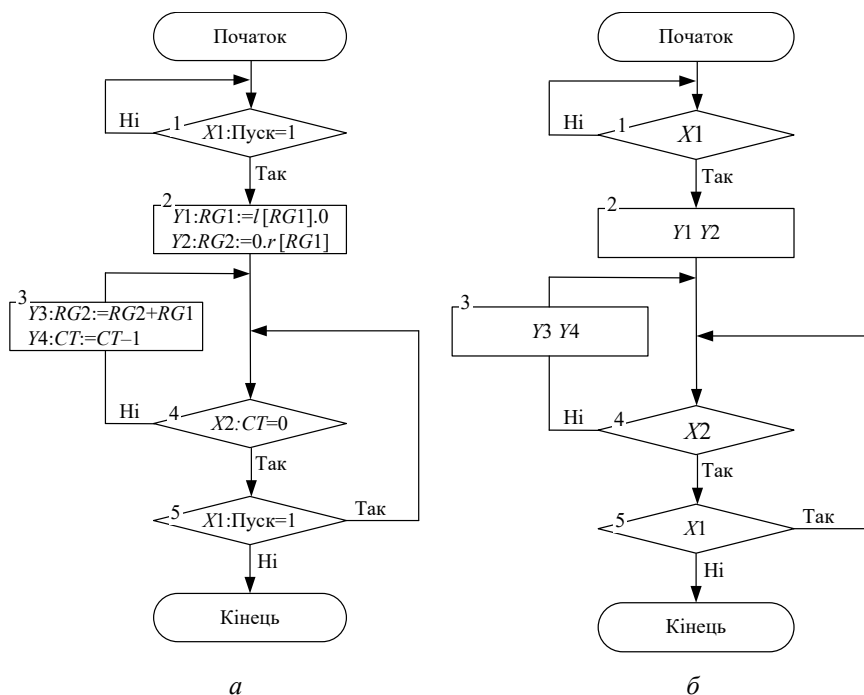 Початок
Ні
1
X1:Пуск=1
Так
2
Y1:RG1:=l[RG1].0
Y2:RG2:=0.r[RG1]
3
Y3:RG2:=RG2+RG1
Y4:CT:=CT–1
Ні
4
X2:CT=0
Так
5
X1:Пуск=1
Так
Ні
Кінець
а
Початок
Ні
1
X1
Так
2
Y1 Y2
3
Y3 Y4
Ні
4
X2
Так
5
X1
Так
Ні
Кінець
б